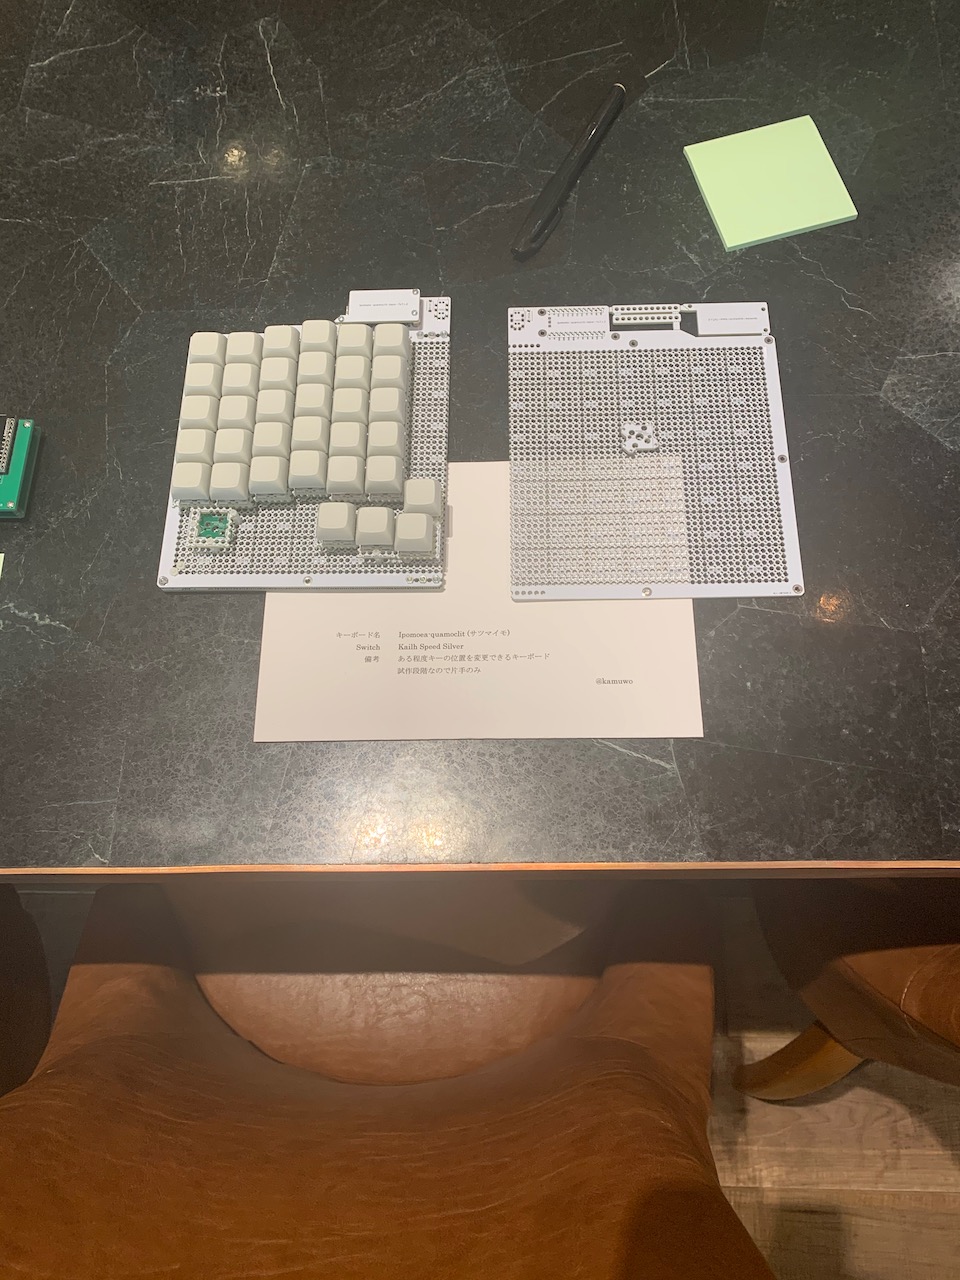 キーボード名 Ipomoea-quamoclit (サツマイモ)
Switch Kailh Speed Silver
備考 ある程度キーの位置を変更できるキーボード
試作段階なので片手のみ
@kamuwo